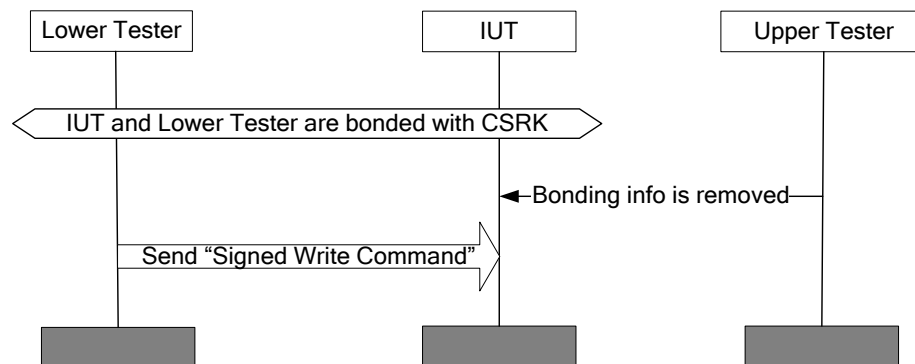 Lower Tester
IUT
Upper Tester
IUT and Lower Tester are bonded with CSRK
Bonding info is removed
Send “Signed Write Command”